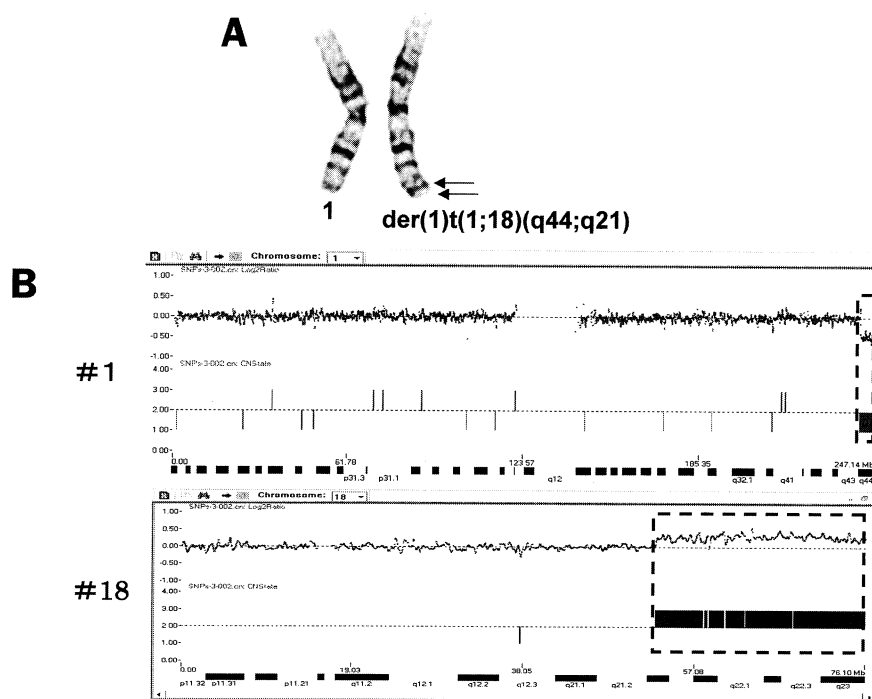 A
1
der(1)t(1;18)(q44;q21)
B
#1
Chromosome: 1
SNPs-3-002.cn: Log2Ratio
1.00-
0.50-
0.00-
-0.50-
-1.00-
4.00-
SNPs-3-002.cn: CNState
3.00-
2.00-
1.00-
0.00-
0.00 61.78 123.57 185.35 247.14 Mb
p31.3 p31.1 q12 q32.1 q41 q43 q44
#18
Chromosome: 18
SNPs-3-002.cn: Log2Ratio
1.00-
0.50-
0.00-
-0.50-
-1.00-
4.00-
SNPs-3-002.cn: CNState
3.00-
2.00-
1.00-
0.00-
0.00 19.03 38.05 57.08 76.10 Mb
p11.32 p11.31 p11.21 q11.2 q12.1 q12.2 q12.3 q21.1 q21.2 q22.1 q22.3 q23